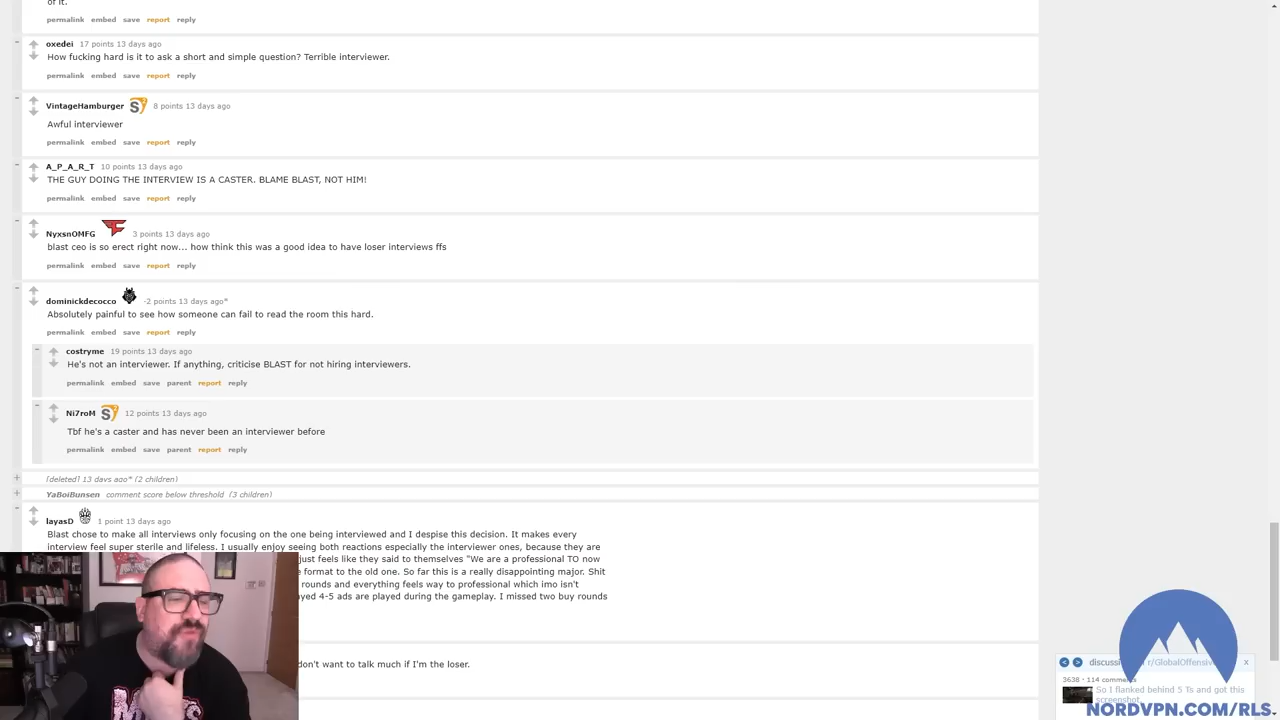 of it.
permalink embed save report reply
oxedei 17 points 13 days ago
How fucking hard is it to ask a short and simple question? Terrible interviewer.
permalink embed save report reply
VintageHamburger 8 points 13 days ago
Awful interviewer
permalink embed save report reply
A_P_A_R_T 10 points 13 days ago
THE GUY DOING THE INTERVIEW IS A CASTER. BLAME BLAST, NOT HIM!
permalink embed save report reply
NyxsnOMFG 3 points 13 days ago
blast ceo is so erect right now... how think this was a good idea to have loser interviews ffs
permalink embed save report reply
dominickdecocco -2 points 13 days ago*
Absolutely painful to see how someone can fail to read the room this hard.
permalink embed save report reply
costryme 19 points 13 days ago
He's not an interviewer. If anything, criticise BLAST for not hiring interviewers.
permalink embed save parent report reply
Ni7roM 12 points 13 days ago
Tbf he's a caster and has never been an interviewer before
permalink embed save parent report reply
[deleted] 13 days ago* (2 children)
YaBoiBunsen comment score below threshold (3 children)
layasD 1 point 13 days ago
Blast chose to make all interviews only focusing on the one being interviewed and I despise this decision. It makes every
interview feel super sterile and lifeless. I usually enjoy seeing both reactions especially the interviewer ones, because they are
just feels like they said to themselves "We are a professional TO now
format to the old one. So far this is a really disappointing major. Shit
rounds and everything feels way to professional which imo isn't
4-5 ads are played during the gameplay. I missed two buy rounds
don't want to talk much if I'm the loser.
r/GlobalOffensive X
3638 · 114 comments
So I flanked behind 5 Ts and got this
screenshot
NORDVPN.COM/RLS